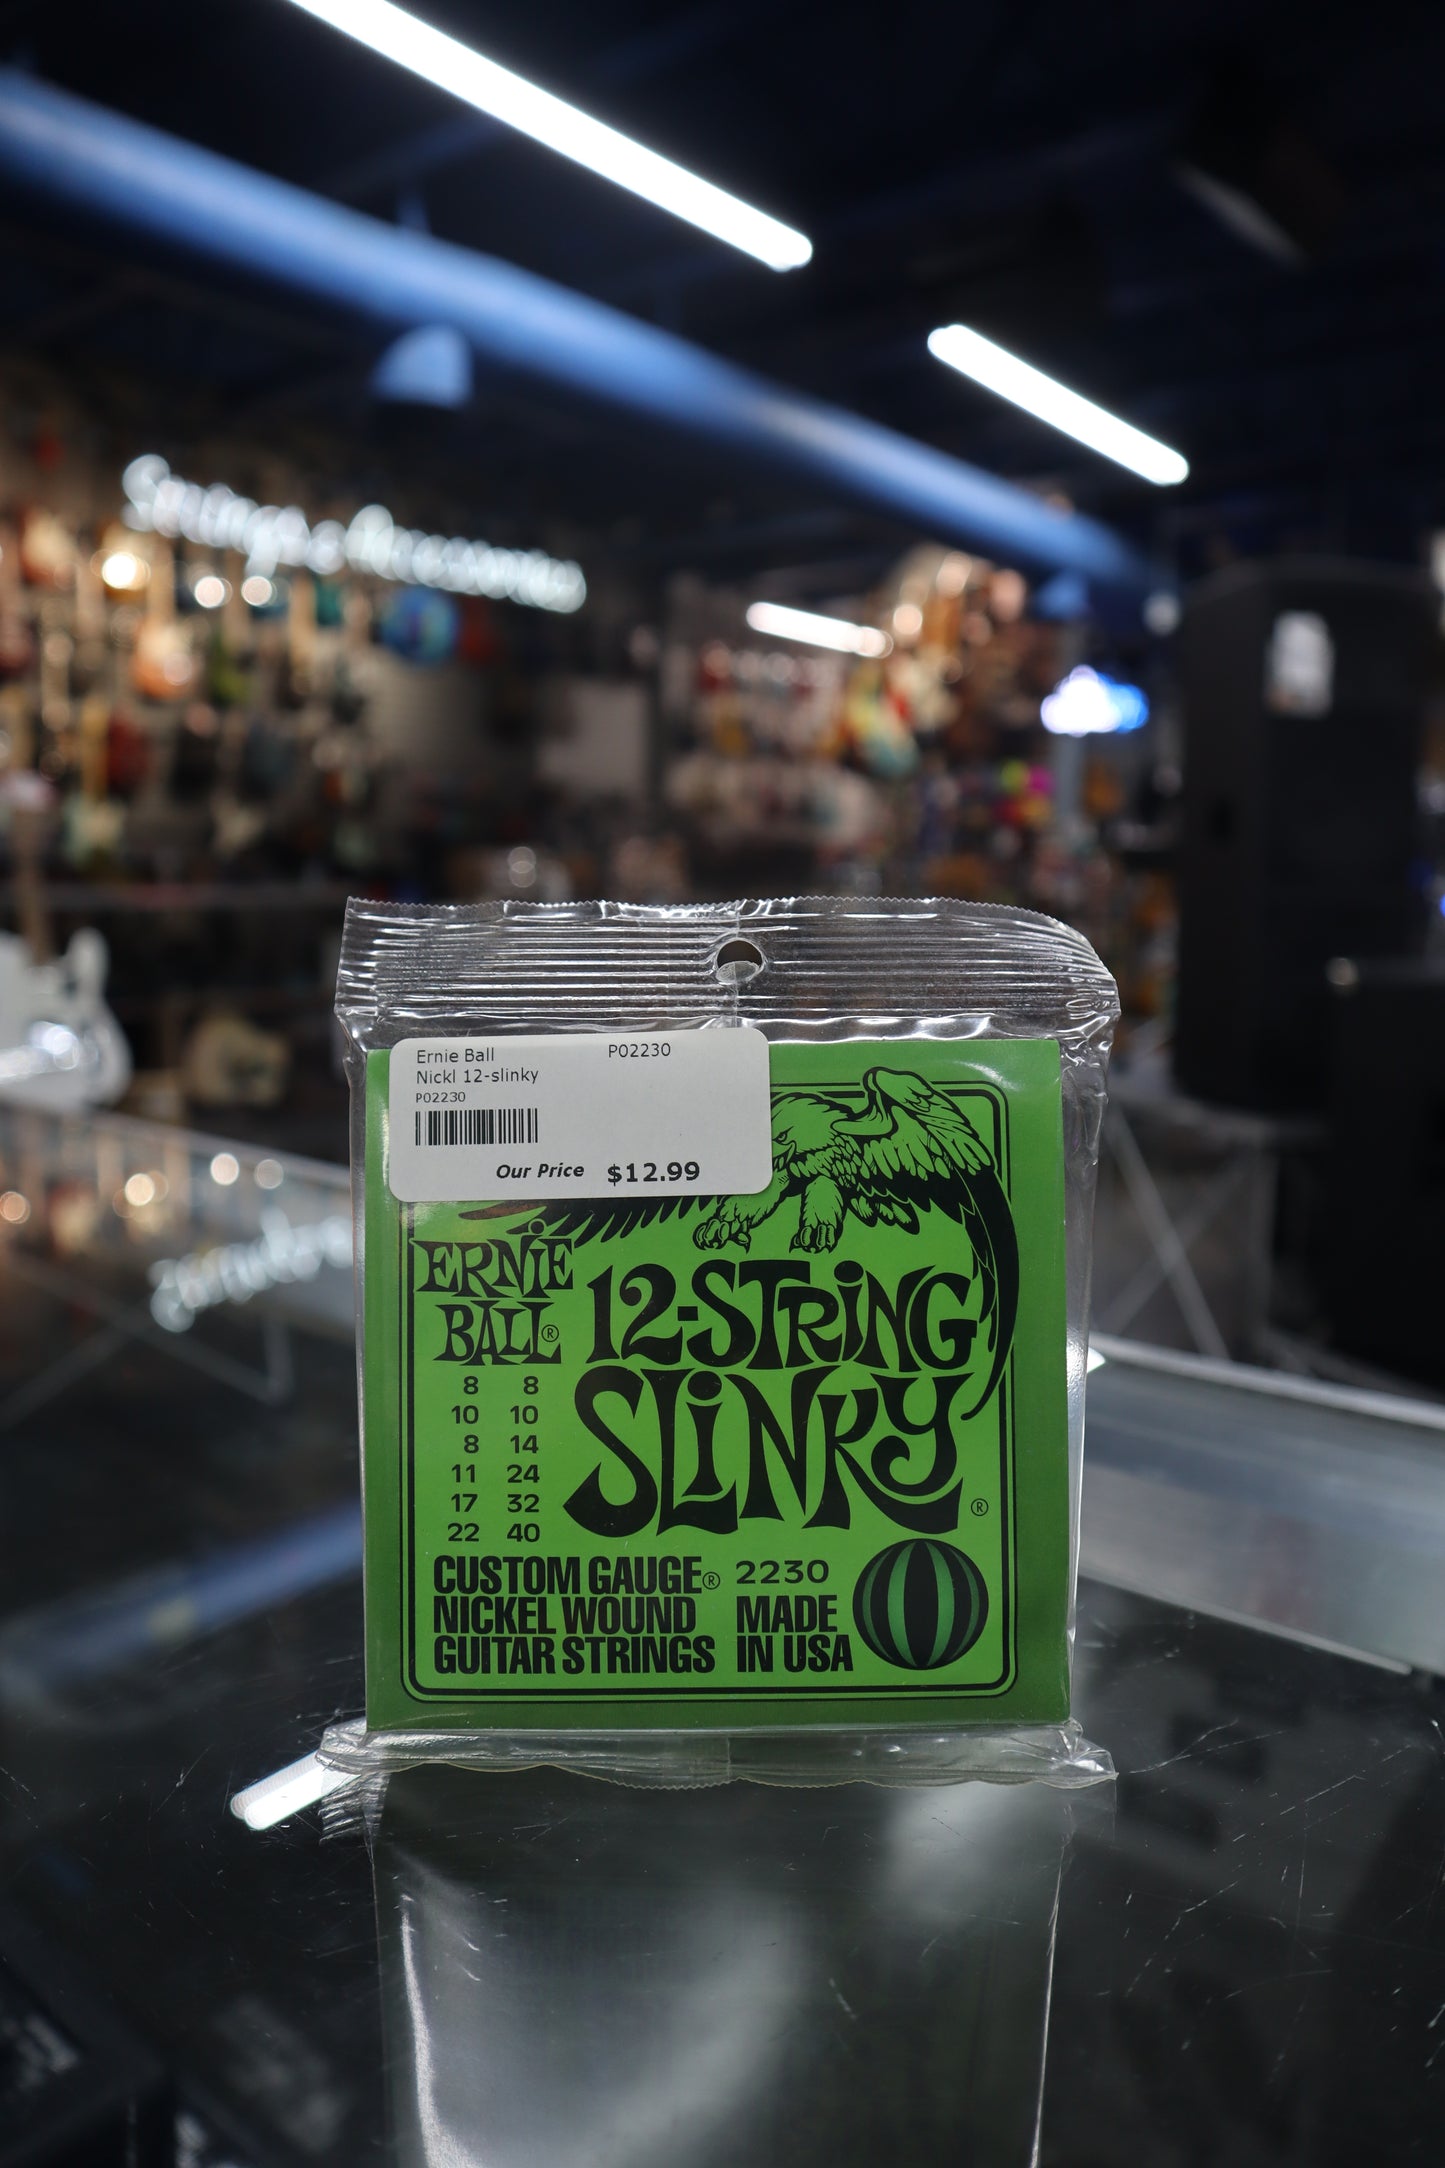 Strings & Accessories
Ernie Ball P02230
Nickl 12-slinky
P02230
Our Price $12.99
ERNiE
BALL®
12-STRiNG
SLiNKY®
8 8
10 10
8 14
11 24
17 32
22 40
CUSTOM GAUGE®
NICKEL WOUND
GUITAR STRINGS
2230
MADE
IN USA